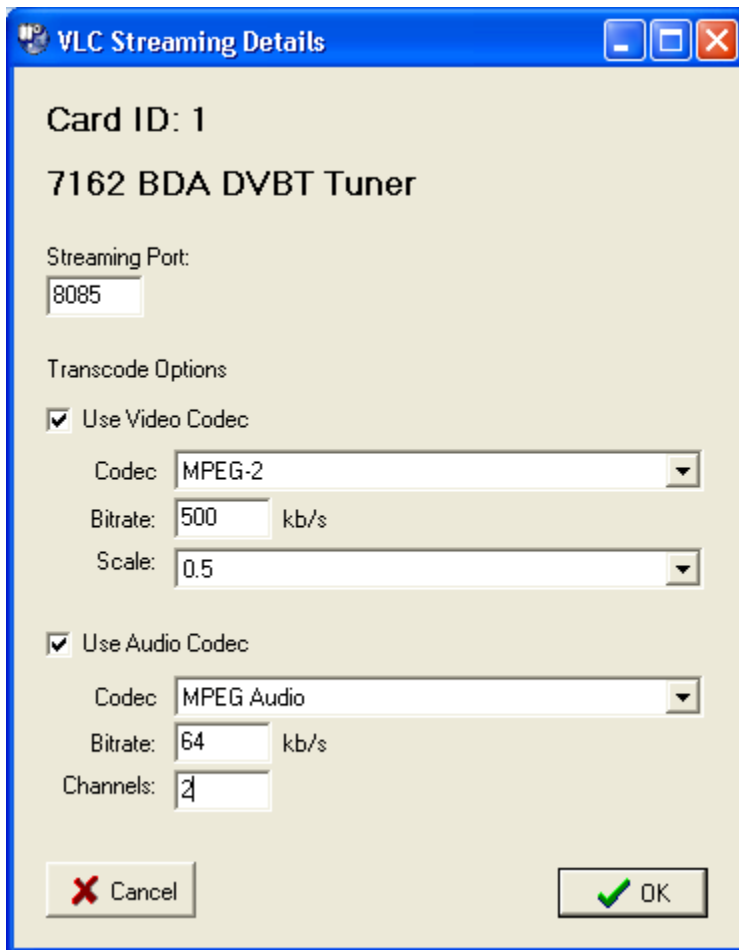 VLC Streaming Details
Card ID: 1
7162 BDA DVBT Tuner
Streaming Port:
8085
Transcode Options
Use Video Codec
Codec MPEG-2
Bitrate: 500 kb/s
Scale: 0.5
Use Audio Codec
Codec MPEG Audio
Bitrate: 64 kb/s
Channels: 2
Cancel OK